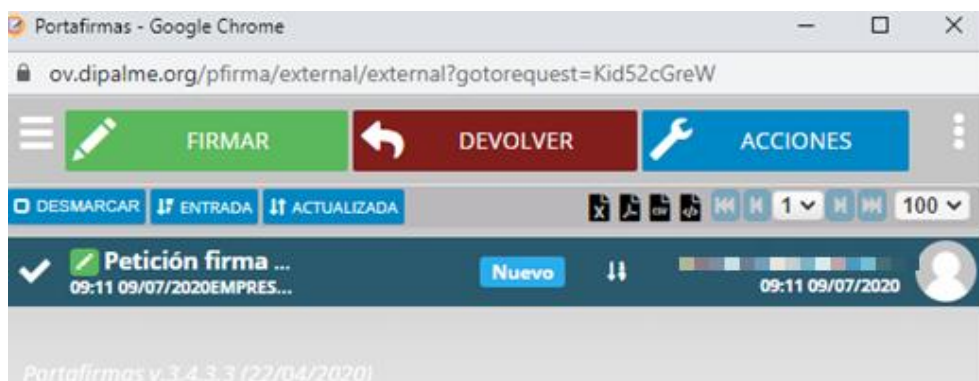 Portafirmas - Google Chrome
ov.dipalme.org/pfirma/external/external?gotorequest=Kid52cGreW
FIRMAR DEVOLVER ACCIONES
DESMARCAR ENTRADA ACTUALIZADA X CSV 1 100
Petición firma ... Nuevo
09:11 09/07/2020EMPRES... 09:11 09/07/2020
Portafirmas v.3.4.3.3 (22/04/2020)